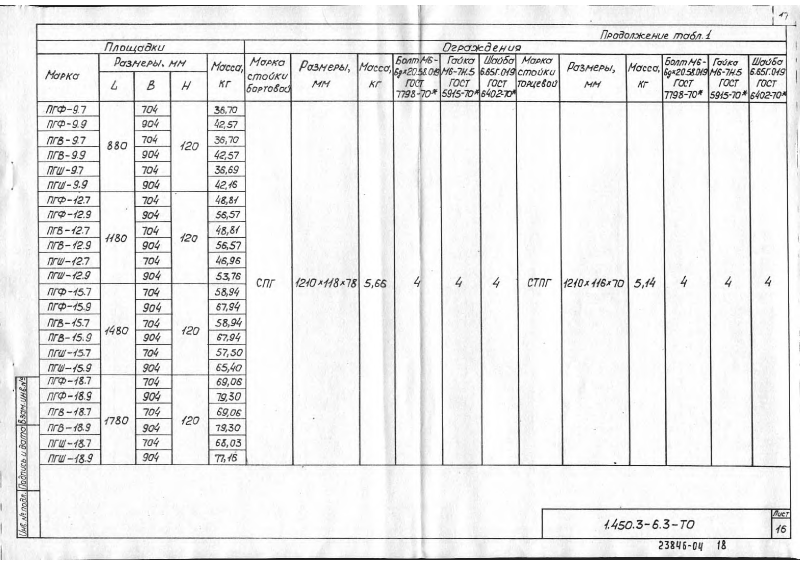 17
Продолжение табл.1
Площадки
Ограждения
Марка
Размеры, мм
L
B
H
Масса, кг
Марка стойки бортовой
Размеры, мм
Масса, кг
Болт М6-6g×20.58.019 ГОСТ 7798-70*
Гайка М6-7Н.5 ГОСТ 5915-70*
Шайба 6.65Г.019 ГОСТ 6402-70*
Марка стойки торцевой
Размеры, мм
Масса, кг
Болт М6-6g×20.58.019 ГОСТ 7798-70*
Гайка М6-7Н.5 ГОСТ 5915-70*
Шайба 6.65Г.019 ГОСТ 6402-70*
ПГФ-9.7 704 36,70
ПГФ-9.9 904 42,57
ПГВ-9.7 880 704 120 36,70
ПГВ-9.9 904 42,57
ПГШ-9.7 704 36,69
ПГШ-9.9 904 42,16
ПГФ-12.7 704 48,81
ПГФ-12.9 904 56,57
ПГВ-12.7 1180 704 120 48,81
ПГВ-12.9 904 56,57
ПГШ-12.7 704 46,96
ПГШ-12.9 904 53,76
СПГ 1210×118×78 5,66 4 4 4 СТПГ 1210×116×70 5,14 4 4 4
ПГФ-15.7 704 58,94
ПГФ-15.9 904 67,94
ПГВ-15.7 1480 704 120 58,94
ПГВ-15.9 904 67,94
ПГШ-15.7 704 57,50
ПГШ-15.9 904 65,40
ПГФ-18.7 704 69,06
ПГФ-18.9 904 79,30
ПГВ-18.7 1780 704 120 69,06
ПГВ-18.9 904 79,30
ПГШ-18.7 704 68,03
ПГШ-18.9 904 77,16
Инв.№подл. Подпись и дата Взам.инв.№
1.450.3-6.3-ТО
Лист
16
23846-04 18